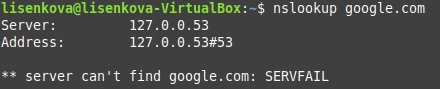 lisenkova@lisenkova-VirtualBox:~$ nslookup google.com
Server:         127.0.0.53
Address:        127.0.0.53#53

** server can't find google.com: SERVFAIL